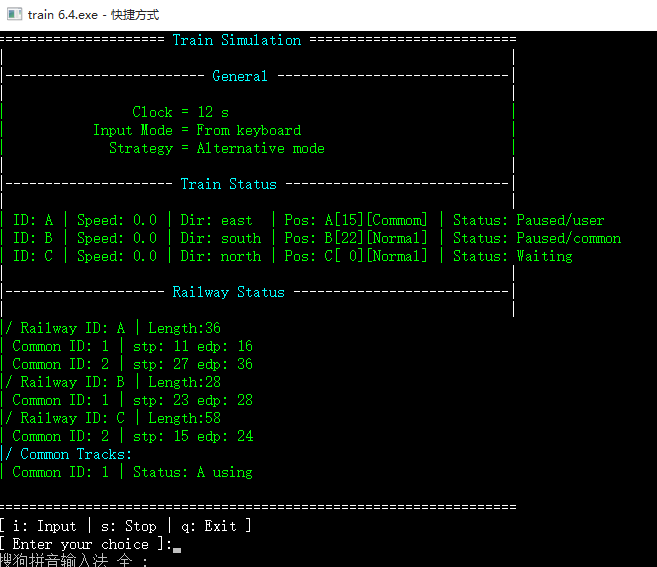 train 6.4.exe - 快捷方式
===================== Train Simulation ==========================
|------------------------- General -----------------------------|
Clock = 12 s
Input Mode = From keyboard
Strategy = Alternative mode
|--------------------- Train Status ----------------------------|
| ID: A | Speed: 0.0 | Dir: east | Pos: A[15][Commom] | Status: Paused/user
| ID: B | Speed: 0.0 | Dir: south | Pos: B[22][Normal] | Status: Paused/common
| ID: C | Speed: 0.0 | Dir: north | Pos: C[ 0][Normal] | Status: Waiting
|-------------------- Railway Status ---------------------------|
|/ Railway ID: A | Length:36
| Common ID: 1 | stp: 11 edp: 16
| Common ID: 2 | stp: 27 edp: 36
|/ Railway ID: B | Length:28
| Common ID: 1 | stp: 23 edp: 28
|/ Railway ID: C | Length:58
| Common ID: 2 | stp: 15 edp: 24
|/ Common Tracks:
| Common ID: 1 | Status: A using
=================================================================
[ i: Input | s: Stop | q: Exit ]
[ Enter your choice ]:_
搜狗拼音输入法 全 :